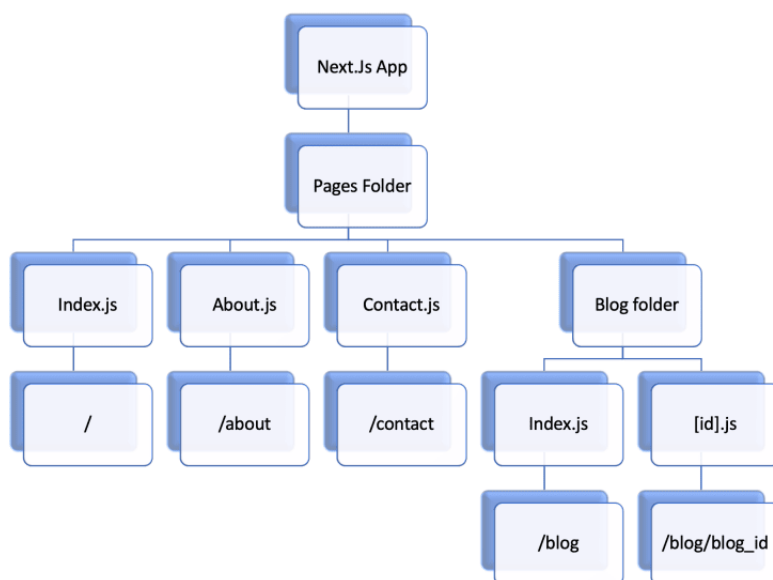 Next.Js App
Pages Folder
Index.js
About.js
Contact.js
Blog folder
/
/about
/contact
Index.js
[id].js
/blog
/blog/blog_id